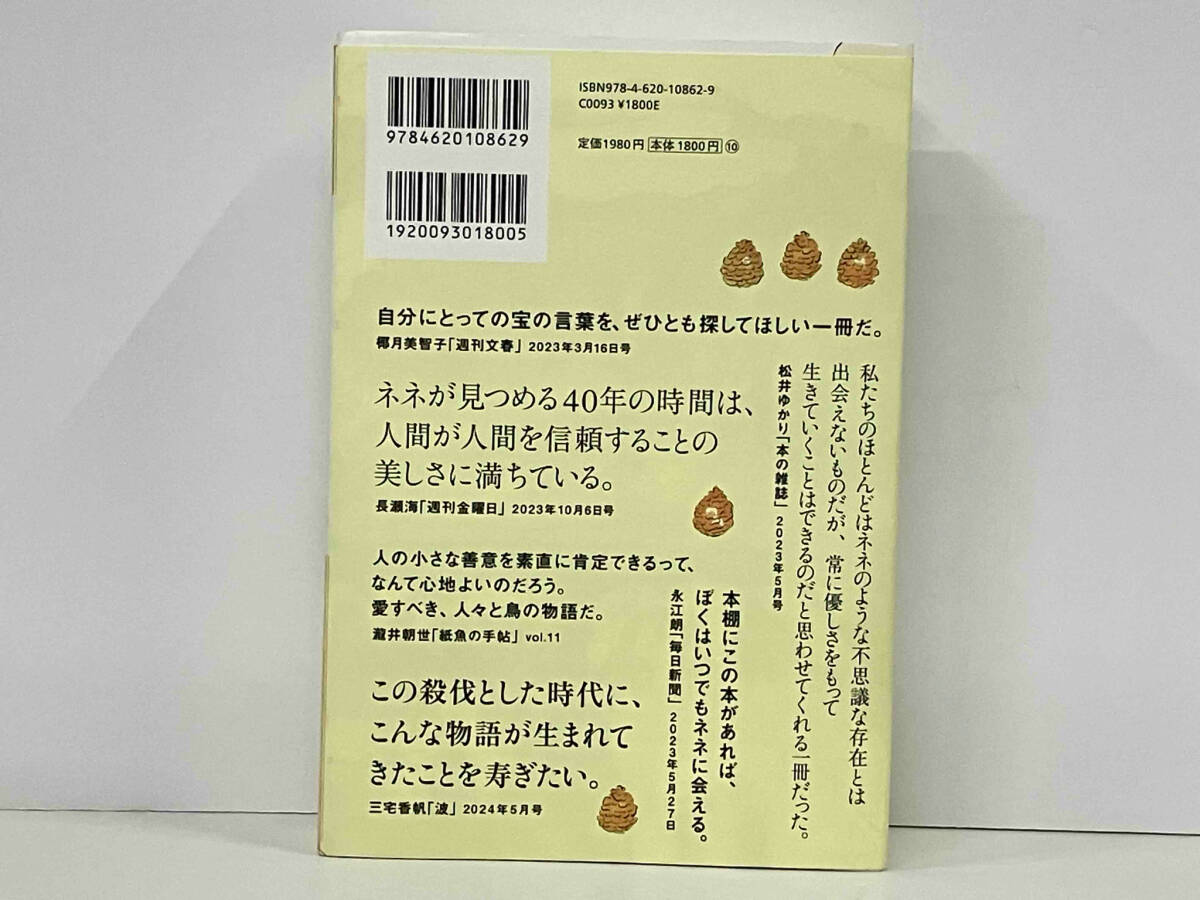 9784620108629
1920093018005
ISBN978-4-620-10862-9
C0093 ¥1800E
定価1980円 本体1800円 ⑩
自分にとっての宝の言葉を、ぜひとも探してほしい一冊だ。
椰月美智子「週刊文春」 2023年3月16日号
ネネが見つめる40年の時間は、
人間が人間を信頼することの
美しさに満ちている。
長瀬海「週刊金曜日」 2023年10月6日号
私たちのほとんどはネネのような不思議な存在とは
出会えないものだが、常に優しさをもって
生きていくことはできるのだと思わせてくれる一冊だった。
松井ゆかり「本の雑誌」 2023年5月号
人の小さな善意を素直に肯定できるって、
なんて心地よいのだろう。
愛すべき、人々と鳥の物語だ。
瀧井朝世「紙魚の手帖」 vol.11
本棚にこの本があれば、
ぼくはいつでもネネに会える。
永江朗「毎日新聞」 2023年5月27日
この殺伐とした時代に、
こんな物語が生まれて
きたことを寿ぎたい。
三宅香帆「波」 2024年5月号